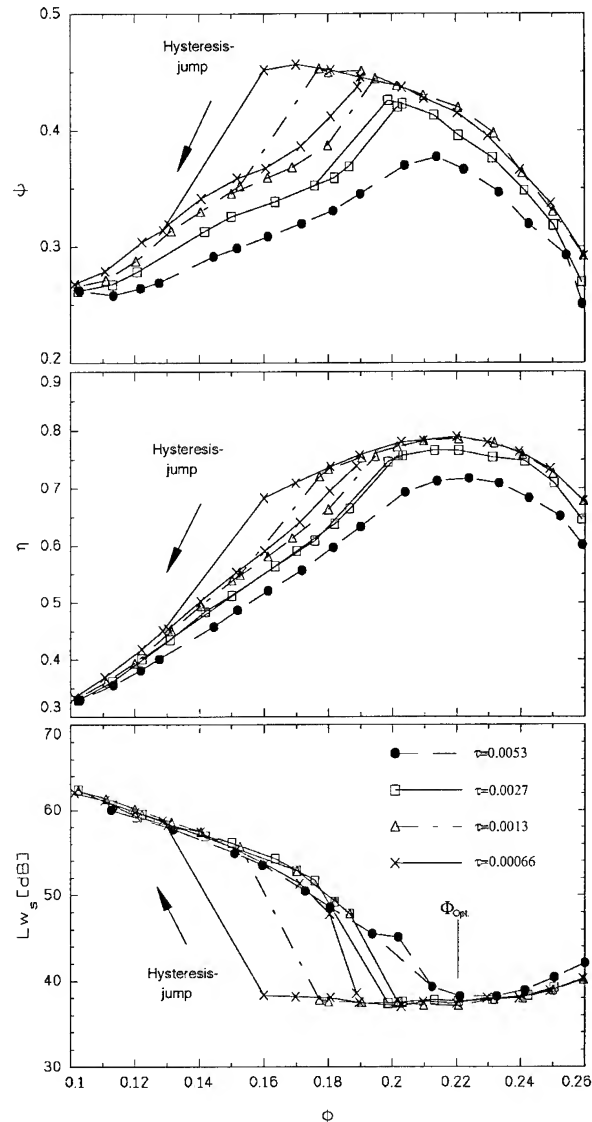 0.5
Hysteresis-
jump
0.4
ψ
0.3
0.2
0.9
0.8
Hysteresis-
jump
0.7
η
0.6
0.5
0.4
0.3
70
τ=0.0053
τ=0.0027
60
τ=0.0013
τ=0.00066
Lws [dB]
50
ΦOpt.
Hysteresis-
jump
40
30
0.1 0.12 0.14 0.16 0.18 0.2 0.22 0.24 0.26
Φ